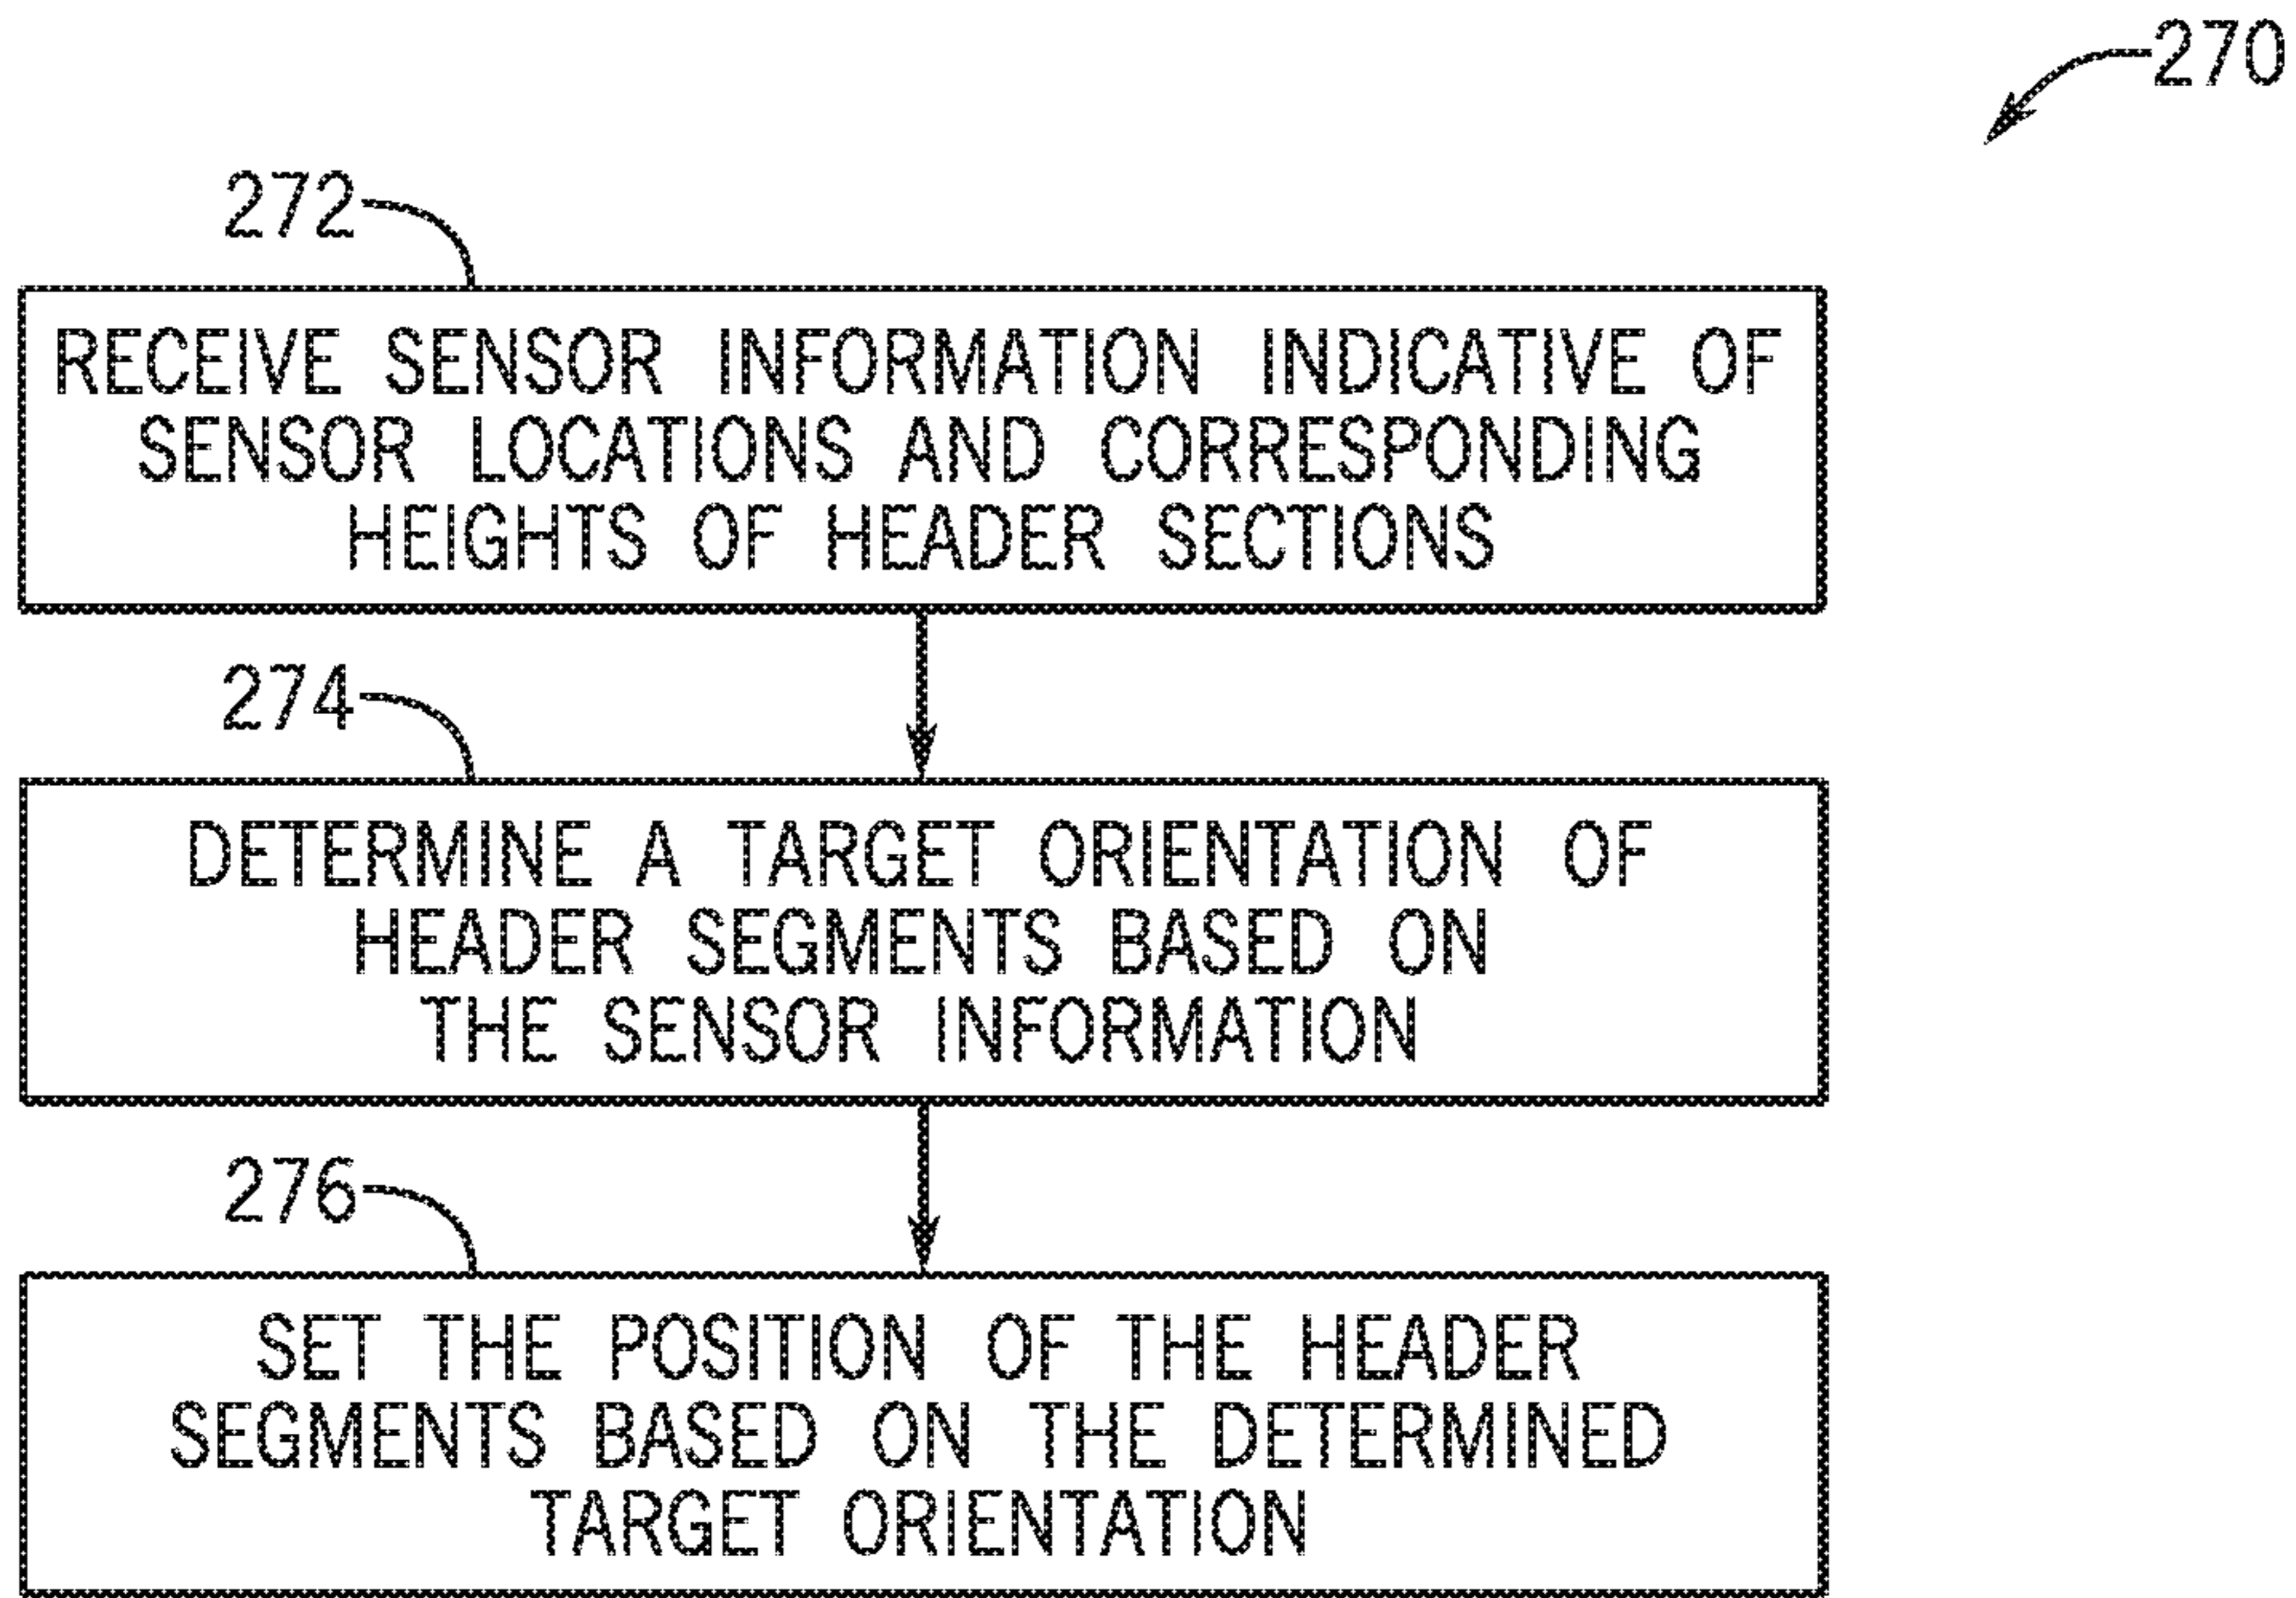 270
272
RECEIVE SENSOR INFORMATION INDICATIVE OF
SENSOR LOCATIONS AND CORRESPONDING
HEIGHTS OF HEADER SECTIONS
274
DETERMINE A TARGET ORIENTATION OF
HEADER SEGMENTS BASED ON
THE SENSOR INFORMATION
276
SET THE POSITION OF THE HEADER
SEGMENTS BASED ON THE DETERMINED
TARGET ORIENTATION